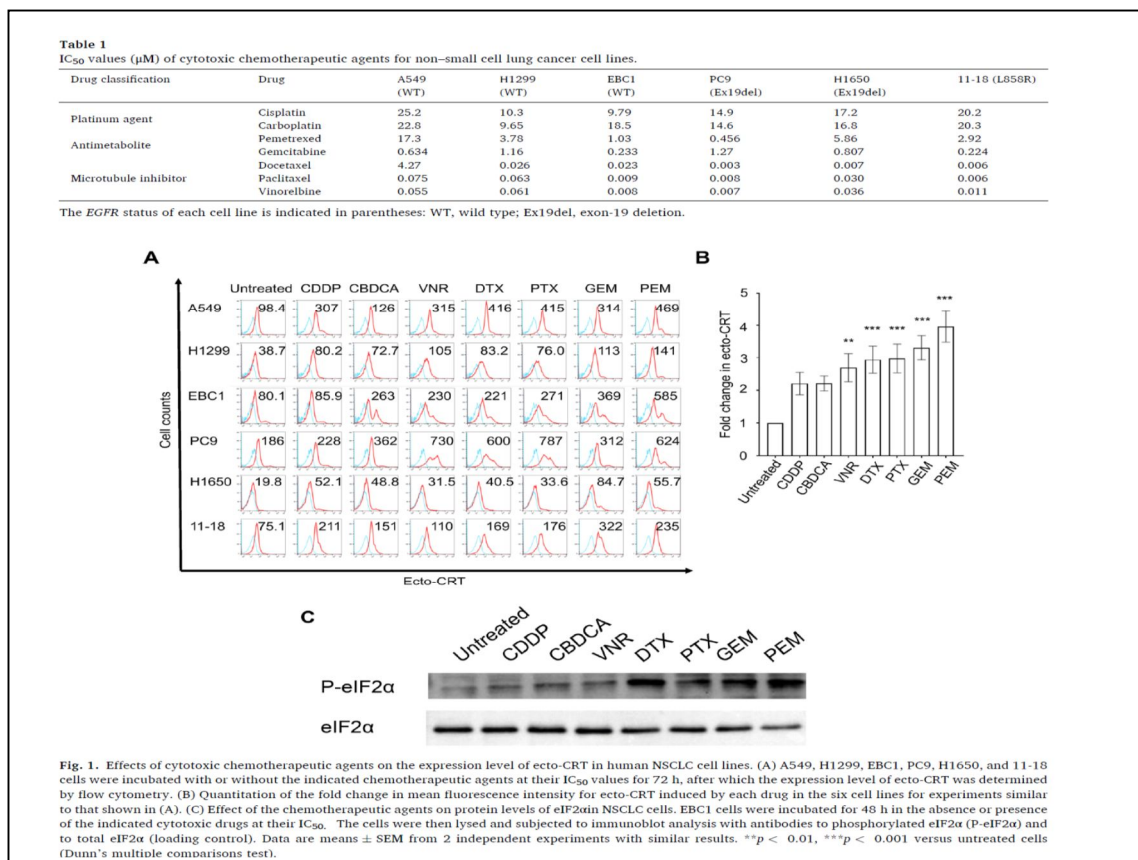 Table 1
IC50 values (μM) of cytotoxic chemotherapeutic agents for non–small cell lung cancer cell lines.
Drug classification Drug A549 (WT) H1299 (WT) EBC1 (WT) PC9 (Ex19del) H1650 (Ex19del) 11-18 (L858R)
Platinum agent Cisplatin 25.2 10.3 9.79 14.9 17.2 20.2
Carboplatin 22.8 9.65 18.5 14.6 16.8 20.3
Antimetabolite Pemetrexed 17.3 3.78 1.03 0.456 5.86 2.92
Gemcitabine 0.634 1.16 0.233 1.27 0.807 0.224
Docetaxel 4.27 0.026 0.023 0.003 0.007 0.006
Microtubule inhibitor Paclitaxel 0.075 0.063 0.009 0.008 0.030 0.006
Vinorelbine 0.055 0.061 0.008 0.007 0.036 0.011
The EGFR status of each cell line is indicated in parentheses: WT, wild type; Ex19del, exon-19 deletion.
A
Untreated CDDP CBDCA VNR DTX PTX GEM PEM
A549 98.4 307 126 315 416 415 314 469
H1299 38.7 80.2 72.7 105 83.2 76.0 113 141
EBC1 80.1 85.9 263 230 221 271 369 585
PC9 186 228 362 730 600 787 312 624
H1650 19.8 52.1 48.8 31.5 40.5 33.6 84.7 55.7
11-18 75.1 211 151 110 169 176 322 235
Cell counts
Ecto-CRT
B
Fold change in ecto-CRT
5
4
3
2
1
0
** *** *** *** ***
Untreated CDDP CBDCA VNR DTX PTX GEM PEM
C
Untreated CDDP CBDCA VNR DTX PTX GEM PEM
P-eIF2α
eIF2α
Fig. 1. Effects of cytotoxic chemotherapeutic agents on the expression level of ecto-CRT in human NSCLC cell lines. (A) A549, H1299, EBC1, PC9, H1650, and 11-18
cells were incubated with or without the indicated chemotherapeutic agents at their IC50 values for 72 h, after which the expression level of ecto-CRT was determined
by flow cytometry. (B) Quantitation of the fold change in mean fluorescence intensity for ecto-CRT induced by each drug in the six cell lines for experiments similar
to that shown in (A). (C) Effect of the chemotherapeutic agents on protein levels of eIF2αin NSCLC cells. EBC1 cells were incubated for 48 h in the absence or presence
of the indicated cytotoxic drugs at their IC50. The cells were then lysed and subjected to immunoblot analysis with antibodies to phosphorylated eIF2α (P-eIF2α) and
to total eIF2α (loading control). Data are means ± SEM from 2 independent experiments with similar results. **p < 0.01, ***p < 0.001 versus untreated cells
(Dunn's multiple comparisons test).